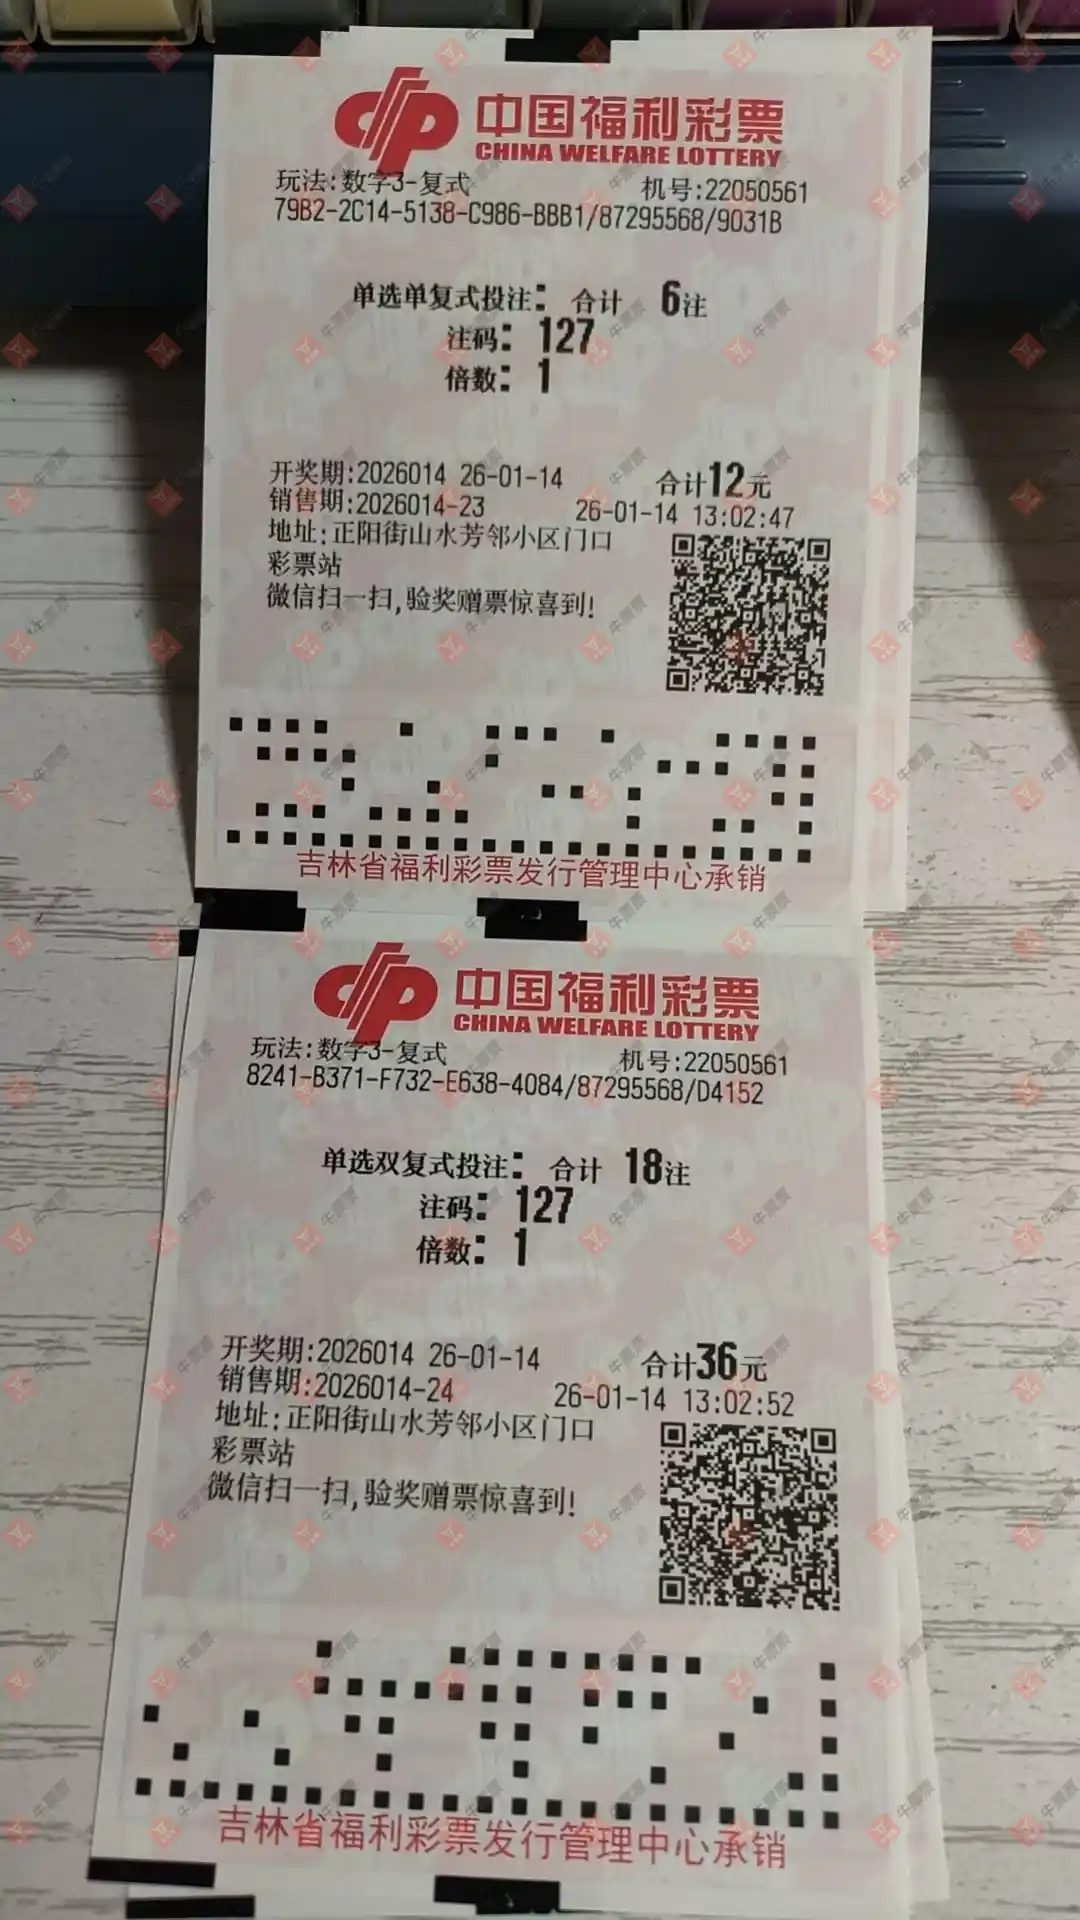 中国福利彩票
CHINA WELFARE LOTTERY
玩法:数字3-复式 机号:22050561
79B2-2C14-5138-C986-BBB1/87295568/9031B
单选单复式投注: 合计 6注
注码: 127
倍数: 1
开奖期:2026014 26-01-14 合计12元
销售期:2026014-23 26-01-14 13:02:47
地址:正阳街山水芳邻小区门口
彩票站
微信扫一扫,验奖赠票惊喜到!
吉林省福利彩票发行管理中心承销
中国福利彩票
CHINA WELFARE LOTTERY
玩法:数字3-复式 机号:22050561
8241-B371-F732-E638-4084/87295568/D4152
单选双复式投注: 合计 18注
注码: 127
倍数: 1
开奖期:2026014 26-01-14 合计36元
销售期:2026014-24 26-01-14 13:02:52
地址:正阳街山水芳邻小区门口
彩票站
微信扫一扫,验奖赠票惊喜到!
吉林省福利彩票发行管理中心承销